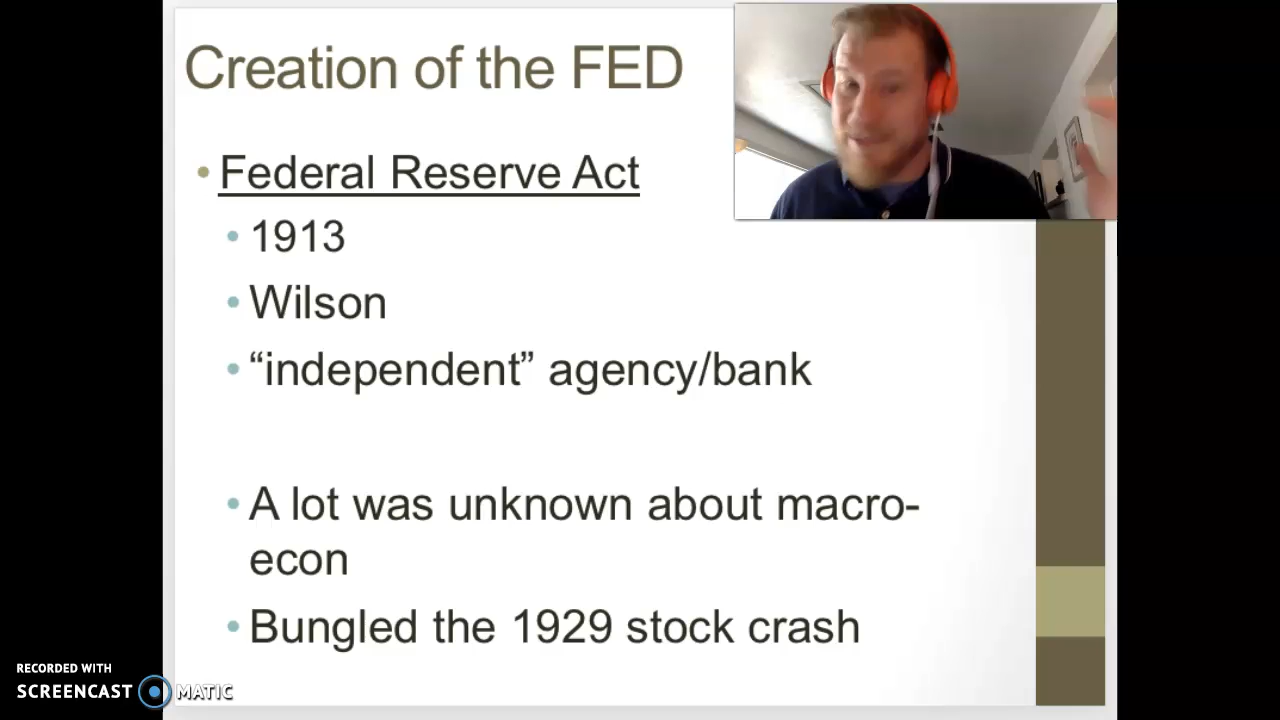 Creation of the FED
• Federal Reserve Act
• 1913
• Wilson
• “independent” agency/bank
• A lot was unknown about macro-
econ
• Bungled the 1929 stock crash
RECORDED WITH
SCREENCAST MATIC